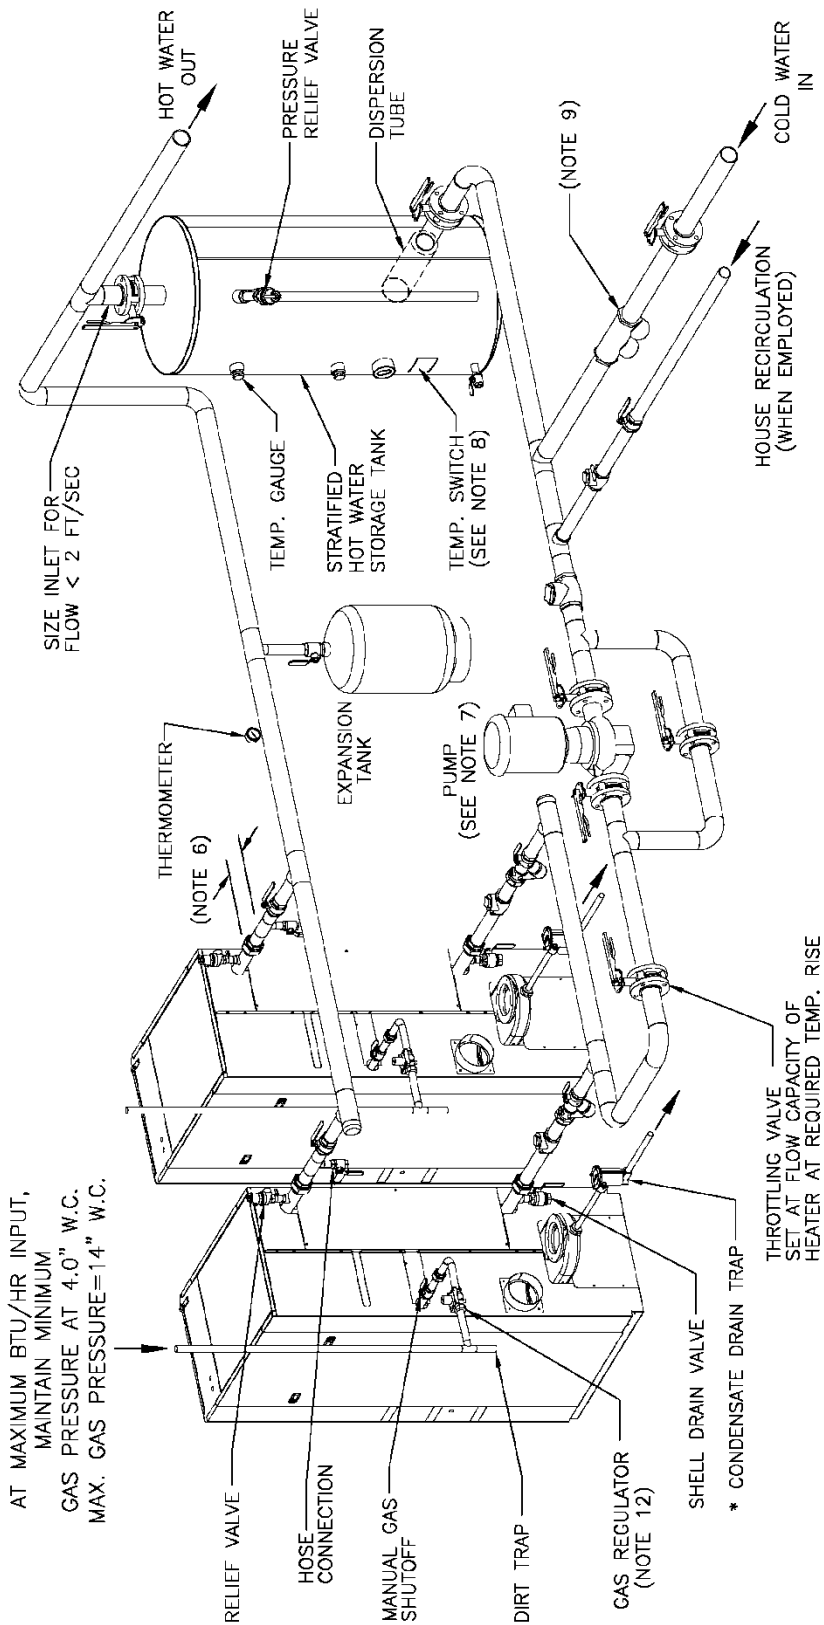 AT MAXIMUM BTU/HR INPUT,
MAINTAIN MINIMUM
GAS PRESSURE AT 4.0" W.C.
MAX. GAS PRESSURE=14" W.C.
SIZE INLET FOR
FLOW < 2 FT/SEC
HOT WATER
OUT
THERMOMETER
(NOTE 6)
TEMP. GAUGE
PRESSURE
RELIEF VALVE
STRATIFIED
HOT WATER
STORAGE TANK
DISPERSION
TUBE
EXPANSION
TANK
TEMP. SWITCH
(SEE NOTE 8)
PUMP
(SEE NOTE 7)
(NOTE 9)
RELIEF VALVE
HOSE
CONNECTION
MANUAL GAS
SHUTOFF
DIRT TRAP
GAS REGULATOR
(NOTE 12)
SHELL DRAIN VALVE
* CONDENSATE DRAIN TRAP
THROTTLING VALVE
SET AT FLOW CAPACITY OF
HEATER AT REQUIRED TEMP. RISE
HOUSE RECIRCULATION
(WHEN EMPLOYED)
COLD WATER
IN